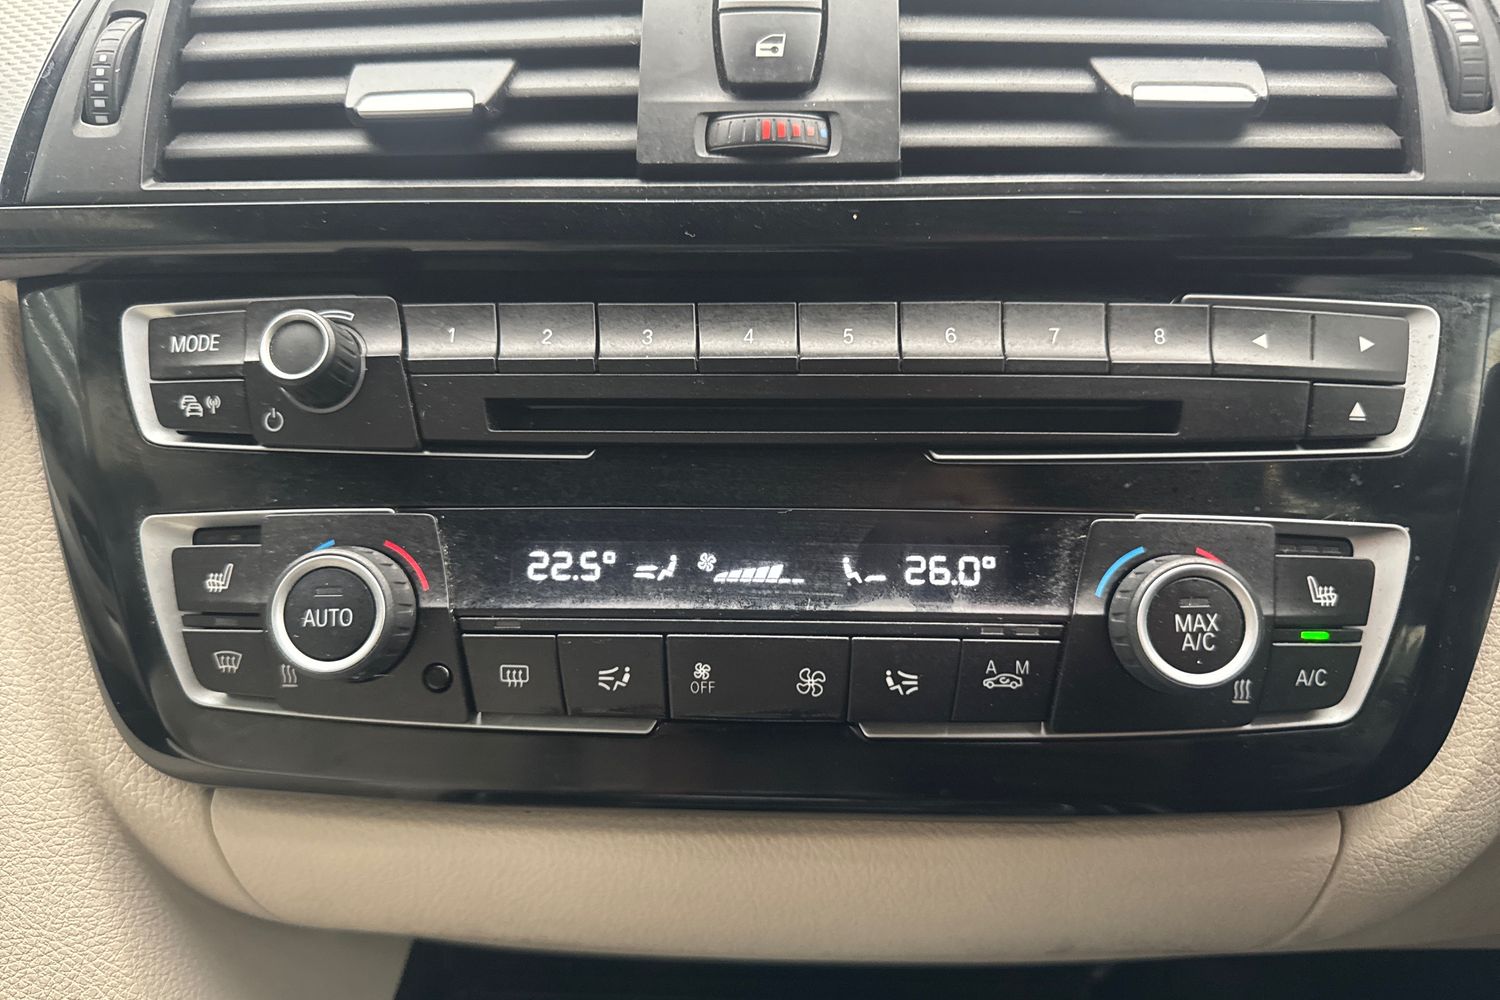 MODE
1 2 3 4 5 6 7 8
22.5° 26.0°
AUTO
MAX
A/C
OFF
A M
A/C